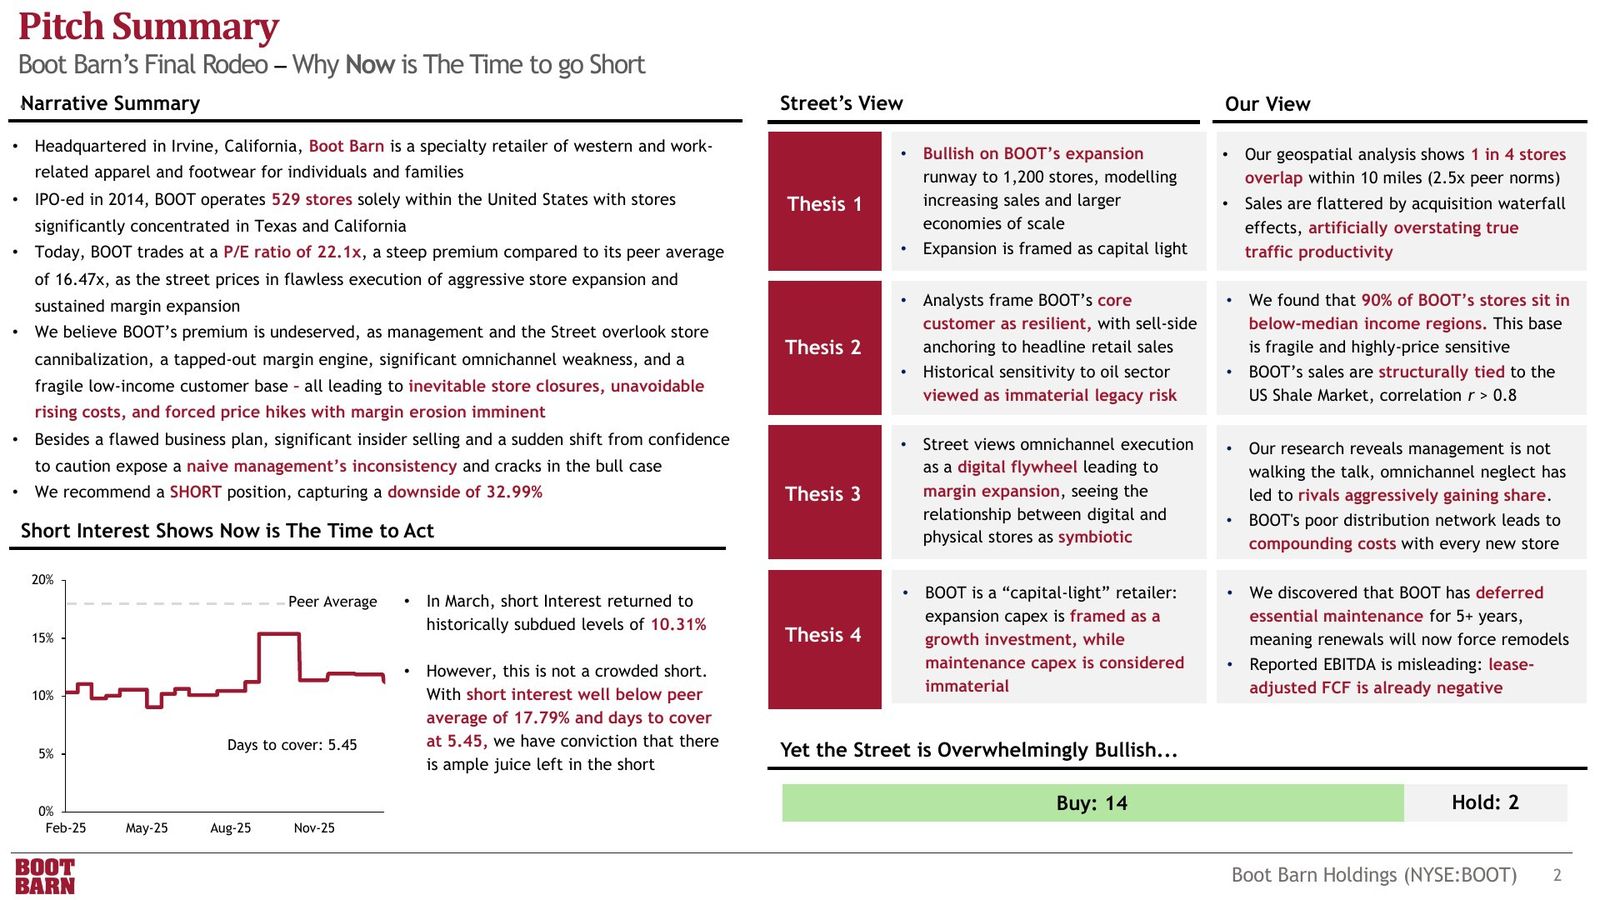 Pitch Summary
Boot Barn’s Final Rodeo – Why Now is The Time to go Short
Narrative Summary
• Headquartered in Irvine, California, Boot Barn is a specialty retailer of western and work-
related apparel and footwear for individuals and families
• IPO-ed in 2014, BOOT operates 529 stores solely within the United States with stores
significantly concentrated in Texas and California
• Today, BOOT trades at a P/E ratio of 22.1x, a steep premium compared to its peer average
of 16.47x, as the street prices in flawless execution of aggressive store expansion and
sustained margin expansion
• We believe BOOT’s premium is undeserved, as management and the Street overlook store
cannibalization, a tapped-out margin engine, significant omnichannel weakness, and a
fragile low-income customer base – all leading to inevitable store closures, unavoidable
rising costs, and forced price hikes with margin erosion imminent
• Besides a flawed business plan, significant insider selling and a sudden shift from confidence
to caution expose a naive management’s inconsistency and cracks in the bull case
• We recommend a SHORT position, capturing a downside of 32.99%
Short Interest Shows Now is The Time to Act
20%
15%
10%
5%
0%
Feb-25
May-25
Aug-25
Nov-25
Peer Average
Days to cover: 5.45
• In March, short Interest returned to
historically subdued levels of 10.31%
• However, this is not a crowded short.
With short interest well below peer
average of 17.79% and days to cover
at 5.45, we have conviction that there
is ample juice left in the short
Street’s View
Our View
Thesis 1
• Bullish on BOOT’s expansion
runway to 1,200 stores, modelling
increasing sales and larger
economies of scale
• Expansion is framed as capital light
• Our geospatial analysis shows 1 in 4 stores
overlap within 10 miles (2.5x peer norms)
• Sales are flattered by acquisition waterfall
effects, artificially overstating true
traffic productivity
Thesis 2
• Analysts frame BOOT’s core
customer as resilient, with sell-side
anchoring to headline retail sales
• Historical sensitivity to oil sector
viewed as immaterial legacy risk
• We found that 90% of BOOT’s stores sit in
below-median income regions. This base
is fragile and highly-price sensitive
• BOOT’s sales are structurally tied to the
US Shale Market, correlation r > 0.8
Thesis 3
• Street views omnichannel execution
as a digital flywheel leading to
margin expansion, seeing the
relationship between digital and
physical stores as symbiotic
• Our research reveals management is not
walking the talk, omnichannel neglect has
led to rivals aggressively gaining share.
• BOOT's poor distribution network leads to
compounding costs with every new store
Thesis 4
• BOOT is a “capital-light” retailer:
expansion capex is framed as a
growth investment, while
maintenance capex is considered
immaterial
• We discovered that BOOT has deferred
essential maintenance for 5+ years,
meaning renewals will now force remodels
• Reported EBITDA is misleading: lease-
adjusted FCF is already negative
Yet the Street is Overwhelmingly Bullish...
Buy: 14
Hold: 2
BOOT
BARN
Boot Barn Holdings (NYSE:BOOT)
2